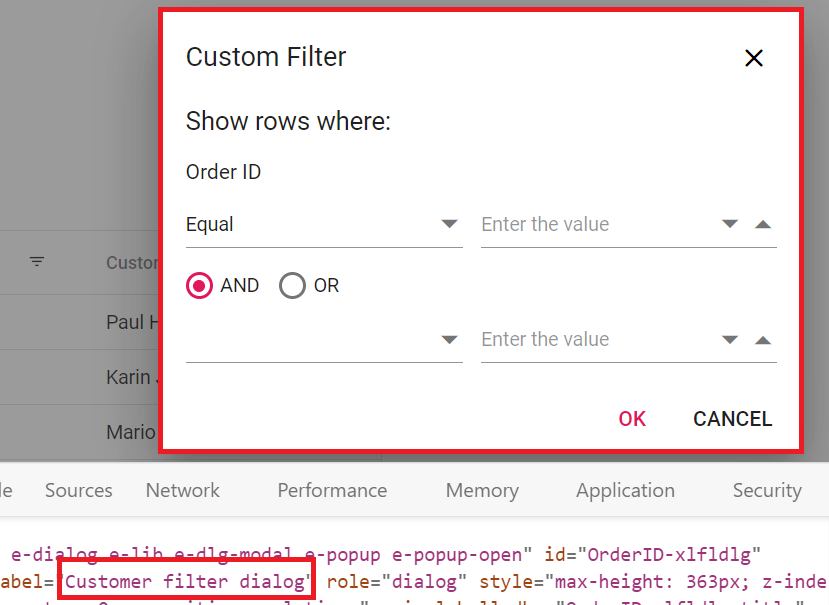 Custom Filter
Show rows where:
Order ID
Equal
Enter the value
AND
OR
Enter the value
OK
CANCEL
Custor
Paul H
Karin
Mario
le
Sources
Network
Performance
Memory
Application
Security
e-dialog e-lib e-dlg-modal e-popup e-popup-open" id="OrderID-xlfldlg"
abel="Customer filter dialog" role="dialog" style="max-height: 363px; z-inde